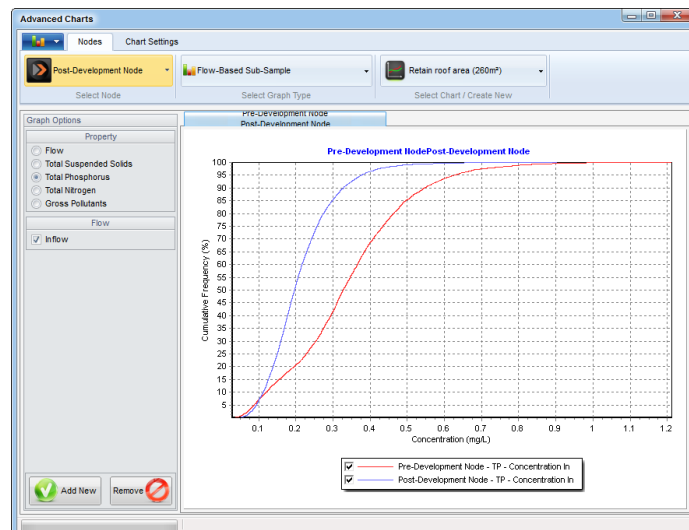 Advanced Charts
Nodes
Chart Settings
Post-Development Node
Flow-Based Sub-Sample
Retain roof area (260m²)
Select Node
Select Graph Type
Select Chart / Create New
Graph Options
Property
Flow
Total Suspended Solids
Total Phosphorus
Total Nitrogen
Gross Pollutants
Flow
Inflow
Add New
Remove
Pre-Development Node
Post-Development Node
Pre-Development NodePost-Development Node
Cumulative Frequency (%)
100
95
90
85
80
75
70
65
60
55
50
45
40
35
30
25
20
15
10
5
0.1 0.2 0.3 0.4 0.5 0.6 0.7 0.8 0.9 1 1.1 1.2
Concentration (mg/L)
Pre-Development Node - TP - Concentration In
Post-Development Node - TP - Concentration In